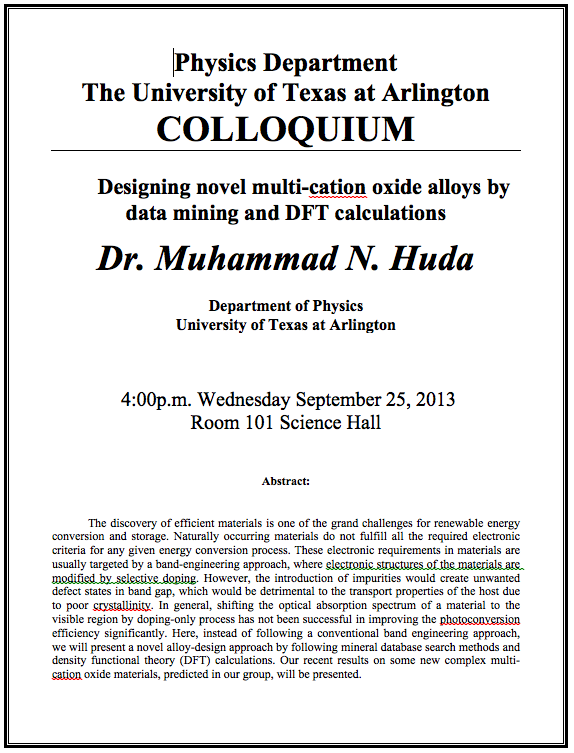 Physics Department
The University of Texas at Arlington
COLLOQUIUM
Designing novel multi-cation oxide alloys by
data mining and DFT calculations
Dr. Muhammad N. Huda
Department of Physics
University of Texas at Arlington
4:00p.m. Wednesday September 25, 2013
Room 101 Science Hall
Abstract:
The discovery of efficient materials is one of the grand challenges for renewable energy
conversion and storage. Naturally occurring materials do not fulfill all the required electronic
criteria for any given energy conversion process. These electronic requirements in materials are
usually targeted by a band-engineering approach, where electronic structures of the materials are
modified by selective doping. However, the introduction of impurities would create unwanted
defect states in band gap, which would be detrimental to the transport properties of the host due
to poor crystallinity. In general, shifting the optical absorption spectrum of a material to the
visible region by doping-only process has not been successful in improving the photoconversion
efficiency significantly. Here, instead of following a conventional band engineering approach,
we will present a novel alloy-design approach by following mineral database search methods and
density functional theory (DFT) calculations. Our recent results on some new complex multi-
cation oxide materials, predicted in our group, will be presented.